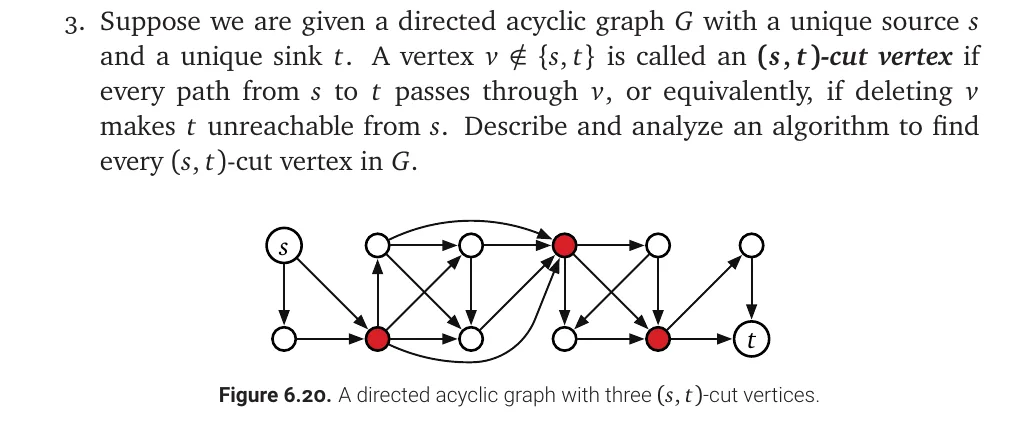 3. Suppose we are given a directed acyclic graph G with a unique source s
and a unique sink t. A vertex v ∉ {s, t} is called an (s, t)-cut vertex if
every path from s to t passes through v, or equivalently, if deleting v
makes t unreachable from s. Describe and analyze an algorithm to find
every (s, t)-cut vertex in G.
s
t
Figure 6.20. A directed acyclic graph with three (s, t)-cut vertices.